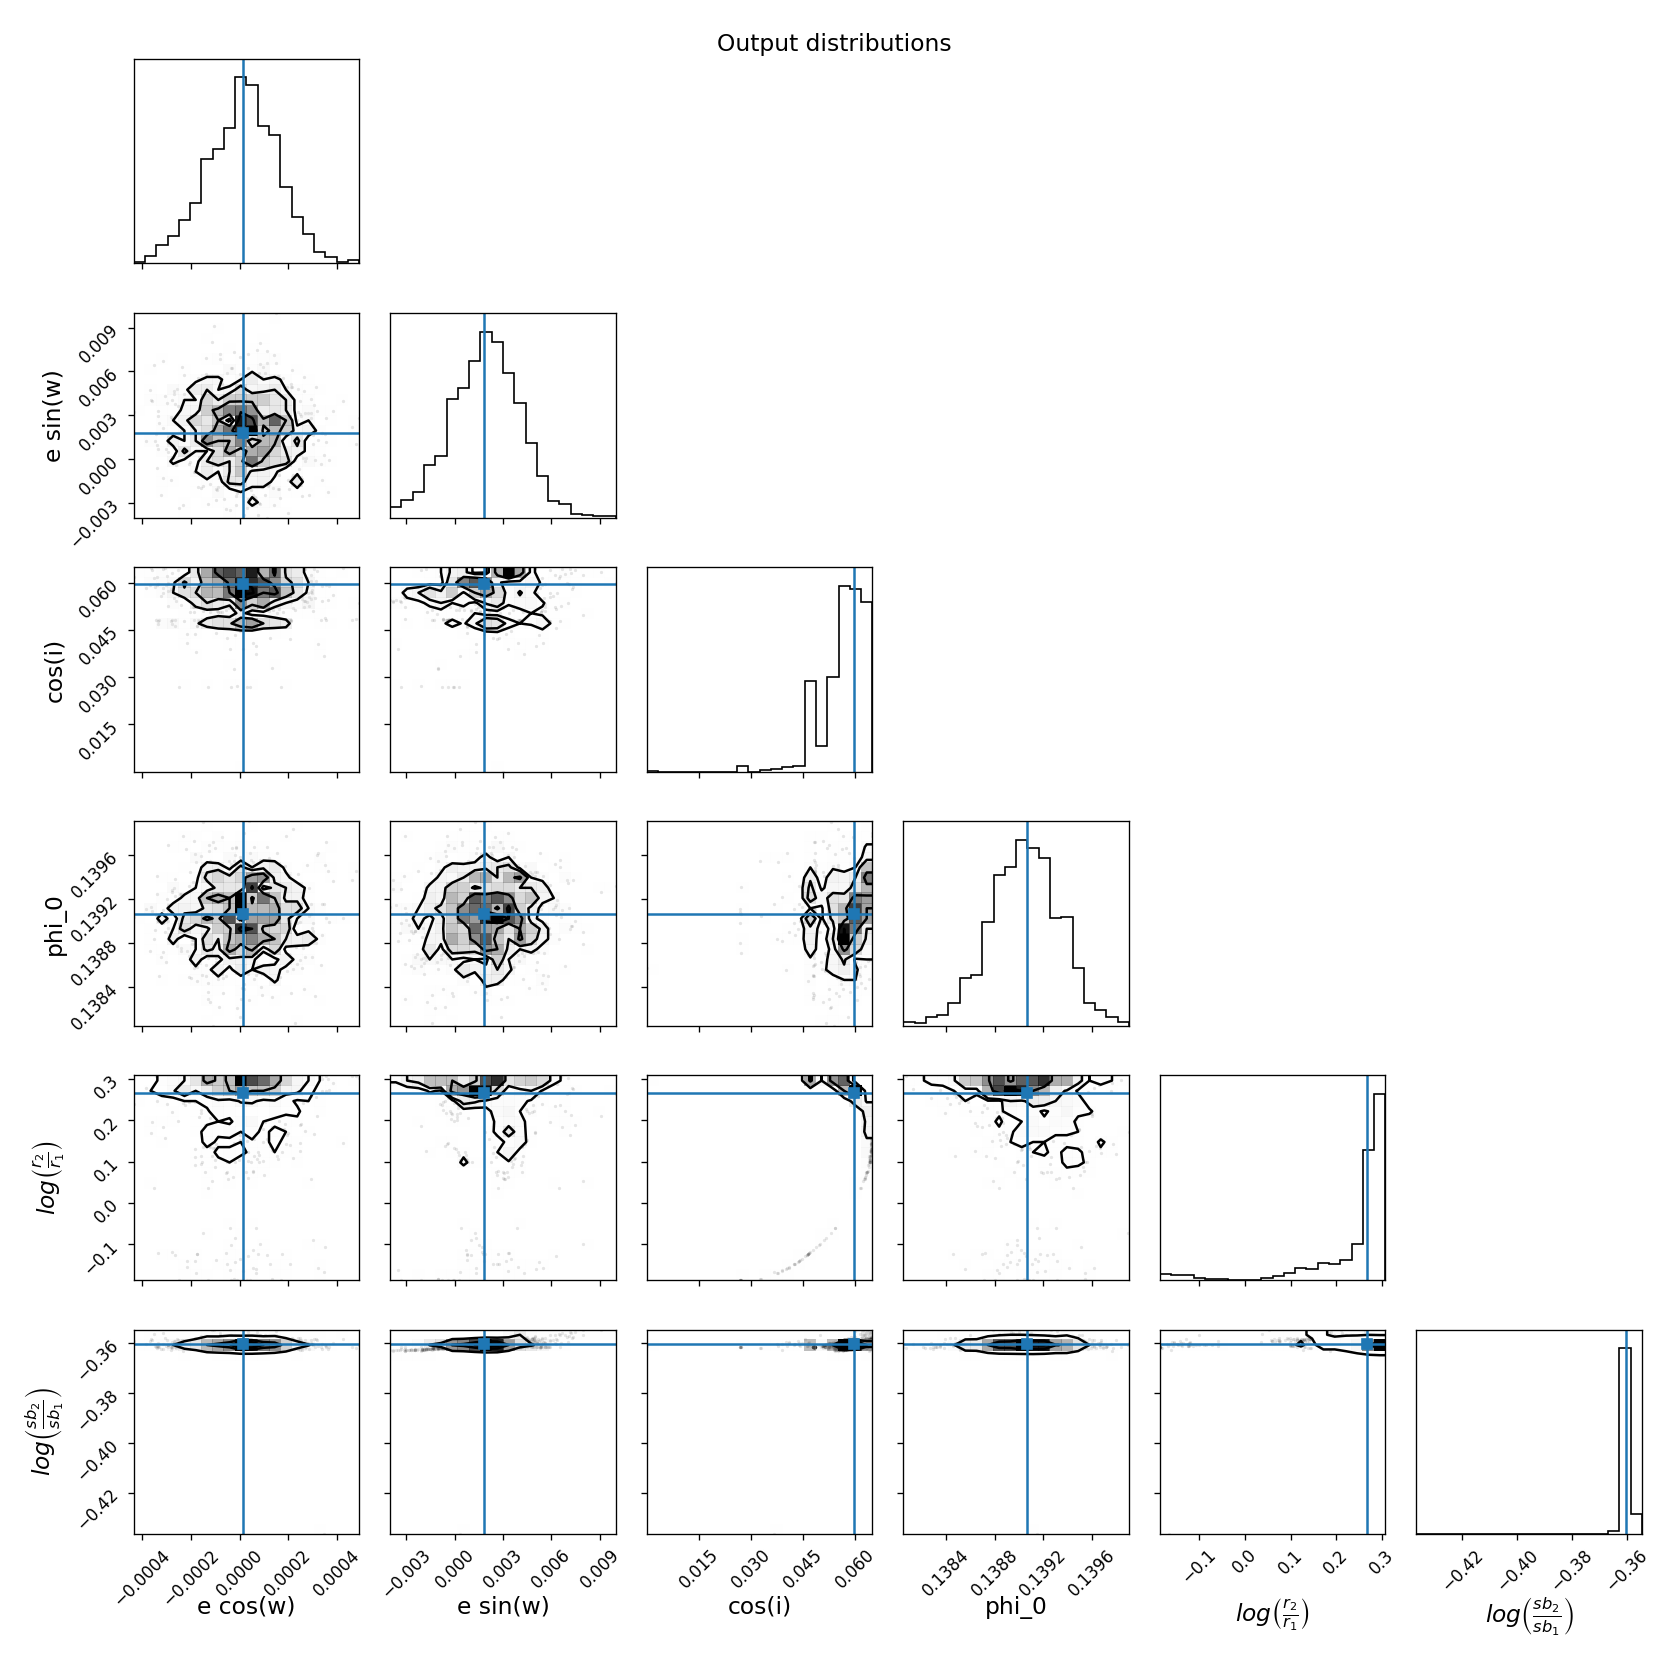 Output distributions
e sin(w)
0.009
0.006
0.003
0.000
−0.003
cos(i)
0.060
0.045
0.030
0.015
phi_0
0.1396
0.1392
0.1388
0.1384
log(r₂/r₁)
0.3
0.2
0.1
0.0
−0.1
log(sb₂/sb₁)
−0.36
−0.38
−0.40
−0.42
−0.0004 −0.0002 0.0000 0.0002 0.0004
−0.003 0.000 0.003 0.006 0.009
0.015 0.030 0.045 0.060
0.1384 0.1388 0.1392 0.1396
−0.1 0.0 0.1 0.2 0.3
−0.42 −0.40 −0.38 −0.36
e cos(w) e sin(w) cos(i) phi_0 log(r₂/r₁) log(sb₂/sb₁)